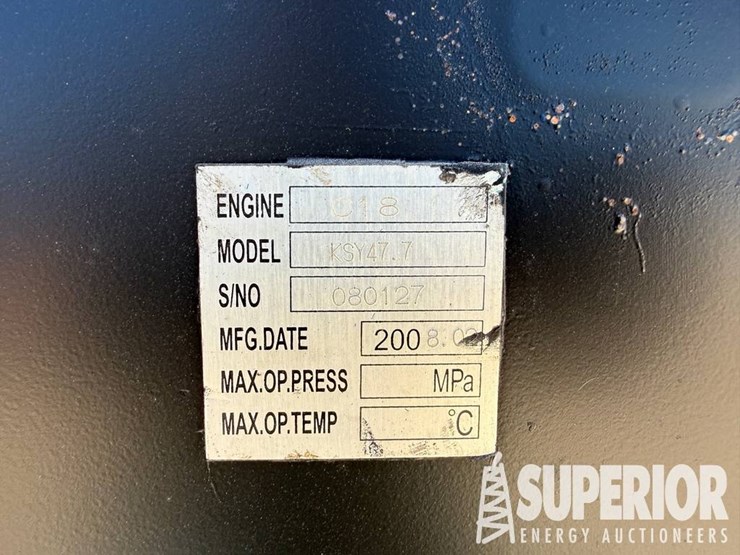 ENGINE C18
MODEL KSY47.7
S/NO 080127
MFG.DATE 2008.02
MAX.OP.PRESS MPa
MAX.OP.TEMP °C
SUPERIOR
ENERGY AUCTIONEERS